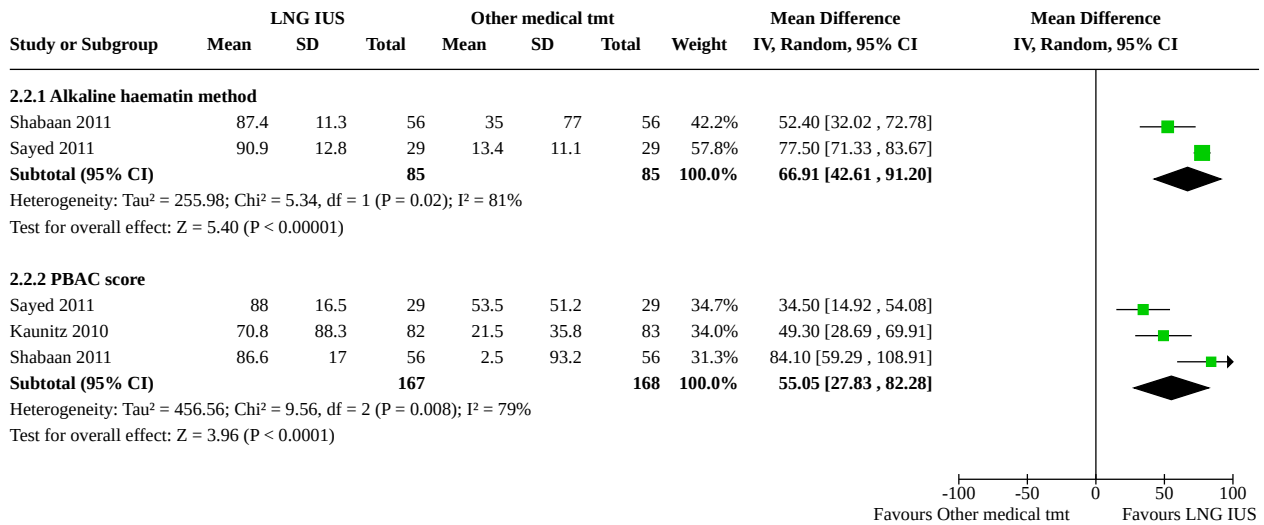 LNG IUS Other medical tmt Mean Difference Mean Difference
Study or Subgroup Mean SD Total Mean SD Total Weight IV, Random, 95% CI IV, Random, 95% CI
2.2.1 Alkaline haematin method
Shabaan 2011 87.4 11.3 56 35 77 56 42.2% 52.40 [32.02 , 72.78]
Sayed 2011 90.9 12.8 29 13.4 11.1 29 57.8% 77.50 [71.33 , 83.67]
Subtotal (95% CI) 85 85 100.0% 66.91 [42.61 , 91.20]
Heterogeneity: Tau² = 255.98; Chi² = 5.34, df = 1 (P = 0.02); I² = 81%
Test for overall effect: Z = 5.40 (P < 0.00001)
2.2.2 PBAC score
Sayed 2011 88 16.5 29 53.5 51.2 29 34.7% 34.50 [14.92 , 54.08]
Kaunitz 2010 70.8 88.3 82 21.5 35.8 83 34.0% 49.30 [28.69 , 69.91]
Shabaan 2011 86.6 17 56 2.5 93.2 56 31.3% 84.10 [59.29 , 108.91]
Subtotal (95% CI) 167 168 100.0% 55.05 [27.83 , 82.28]
Heterogeneity: Tau² = 456.56; Chi² = 9.56, df = 2 (P = 0.008); I² = 79%
Test for overall effect: Z = 3.96 (P < 0.0001)
-100 -50 0 50 100
Favours Other medical tmt Favours LNG IUS